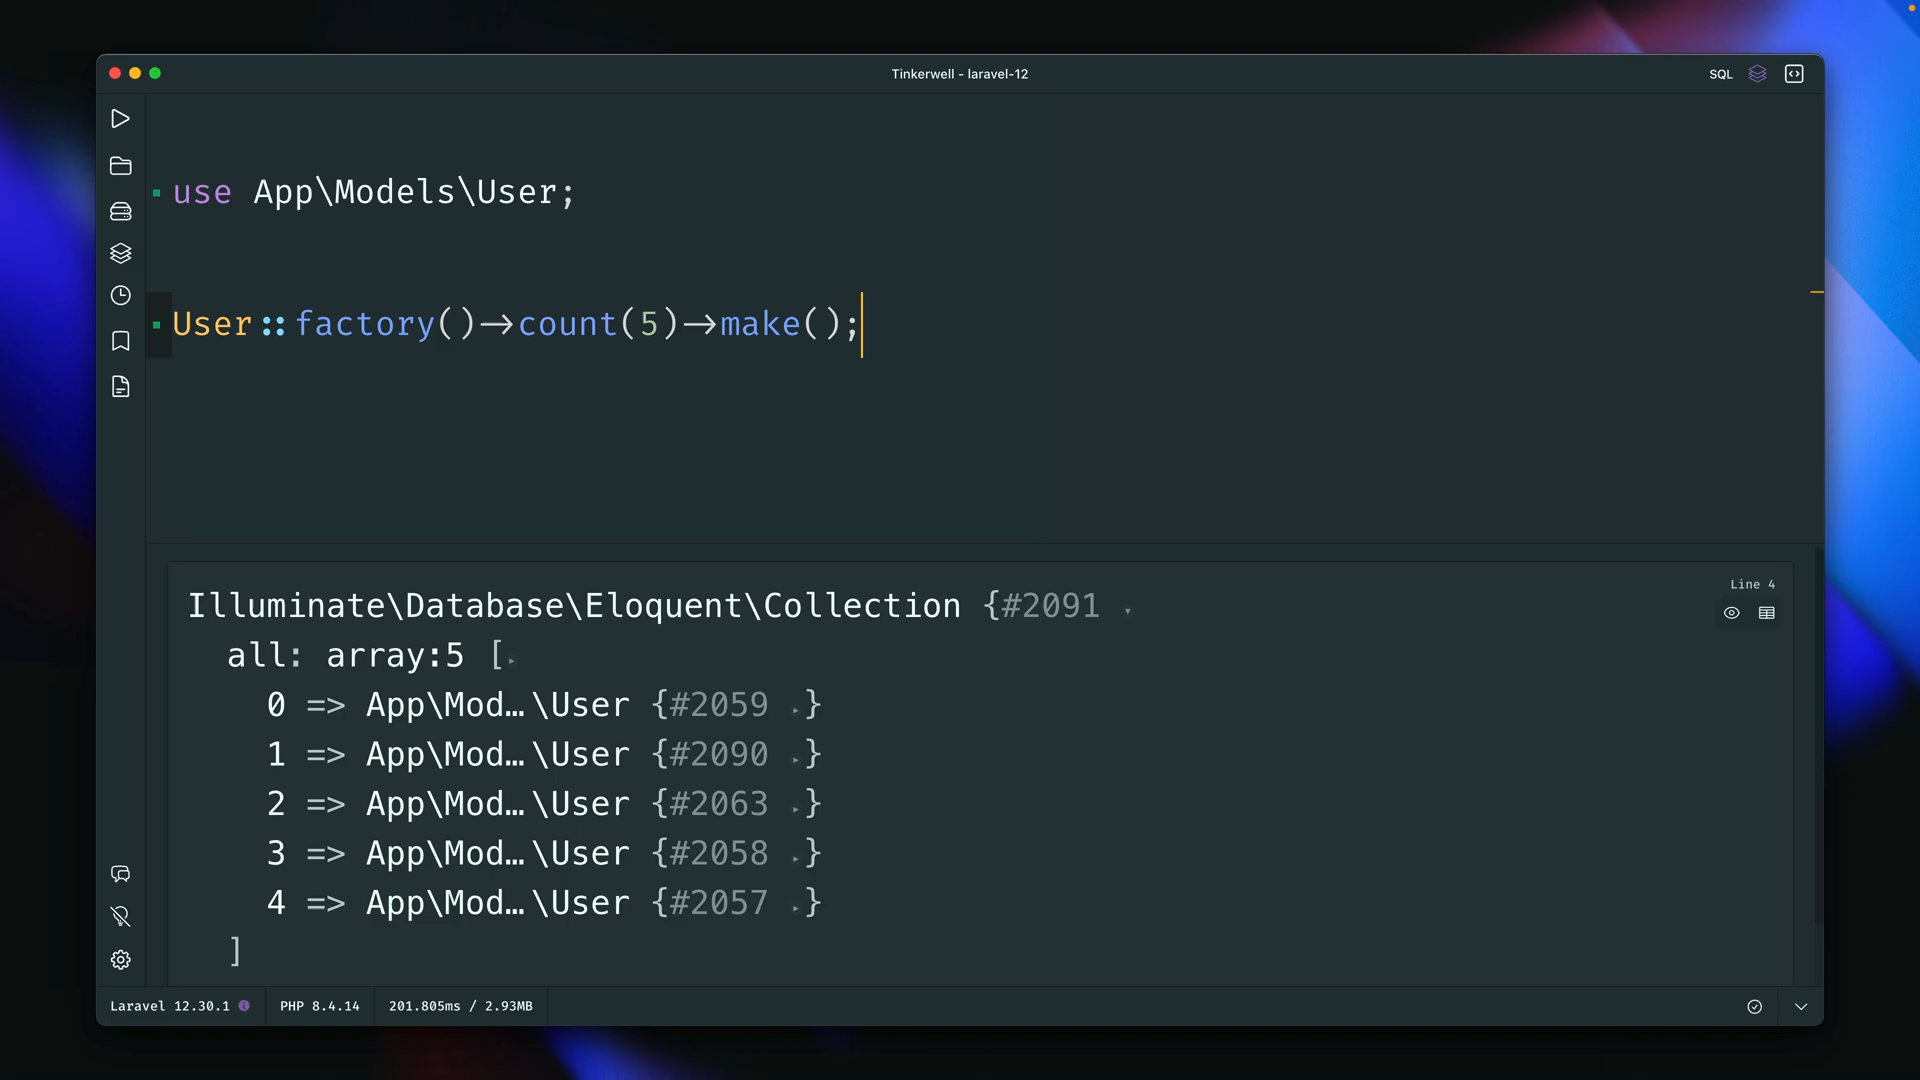 Tinkerwell - laravel-12
SQL
use App\Models\User;
User::factory()->count(5)->make();
Line 4
Illuminate\Database\Eloquent\Collection {#2091
all: array:5 [
0 => App\Mod…\User {#2059 }
1 => App\Mod…\User {#2090 }
2 => App\Mod…\User {#2063 }
3 => App\Mod…\User {#2058 }
4 => App\Mod…\User {#2057 }
]
Laravel 12.30.1
PHP 8.4.14
201.805ms / 2.93MB